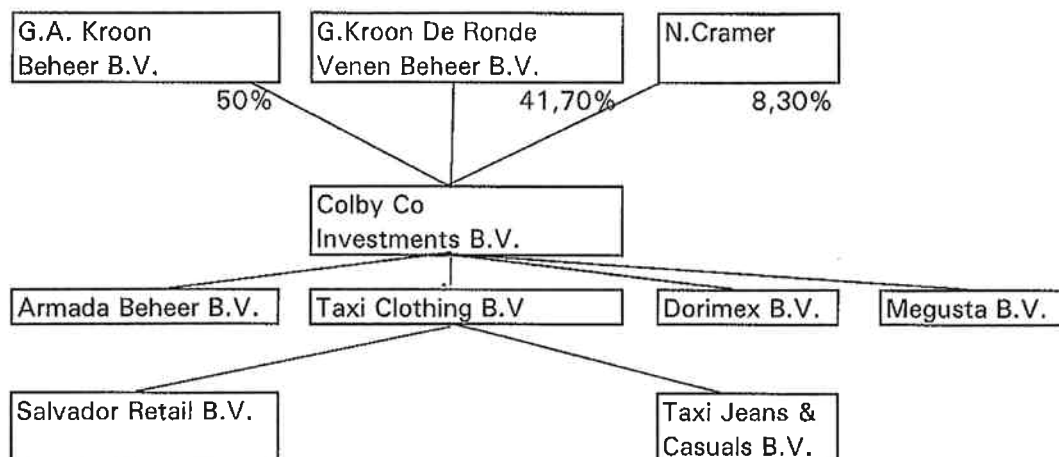 G.A. Kroon
Beheer B.V.
G.Kroon De Ronde
Venen Beheer B.V.
N.Cramer
50%
41,70%
8,30%
Colby Co
Investments B.V.
Armada Beheer B.V.
Taxi Clothing B.V
Dorimex B.V.
Megusta B.V.
Salvador Retail B.V.
Taxi Jeans &
Casuals B.V.